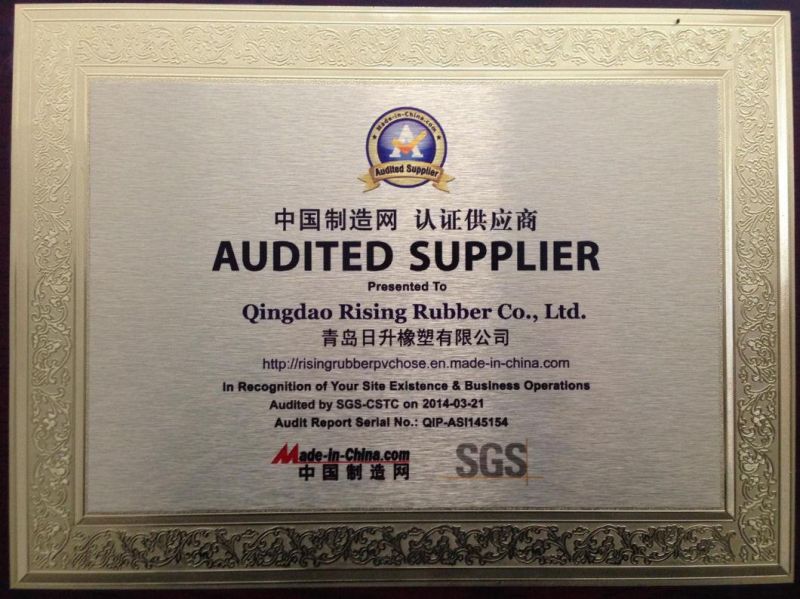 Made-in-China.com
Audited Supplier
中国制造网 认证供应商
AUDITED SUPPLIER
Presented To
Qingdao Rising Rubber Co., Ltd.
青岛日升橡塑有限公司
http://risingrubberpvchose.en.made-in-china.com
In Recognition of Your Site Existence & Business Operations
Audited by SGS-CSTC on 2014-03-21
Audit Report Serial No.: QIP-ASI145154
Made-in-China.com
中国制造网
SGS